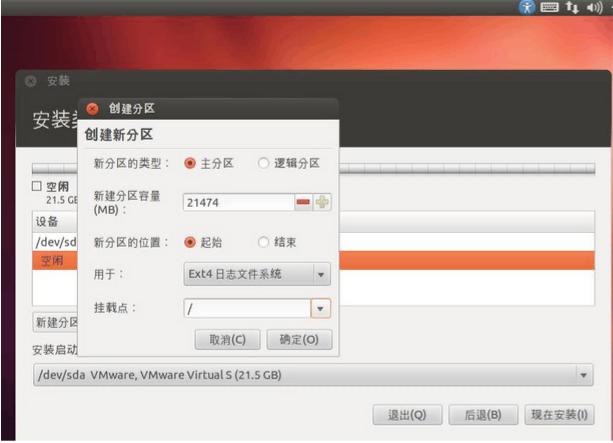 安装
创建分区
安装类
创建新分区
新分区的类型： 主分区 逻辑分区
空闲
21.5 GB
新建分区容量
(MB)： 21474
设备
新分区的位置： 起始 结束
/dev/sd
空闲
用于： Ext4 日志文件系统
挂载点： /
新建分区
取消(C) 确定(O)
安装启动
/dev/sda VMware, VMware Virtual S (21.5 GB)
退出(Q) 后退(B) 现在安装(I)